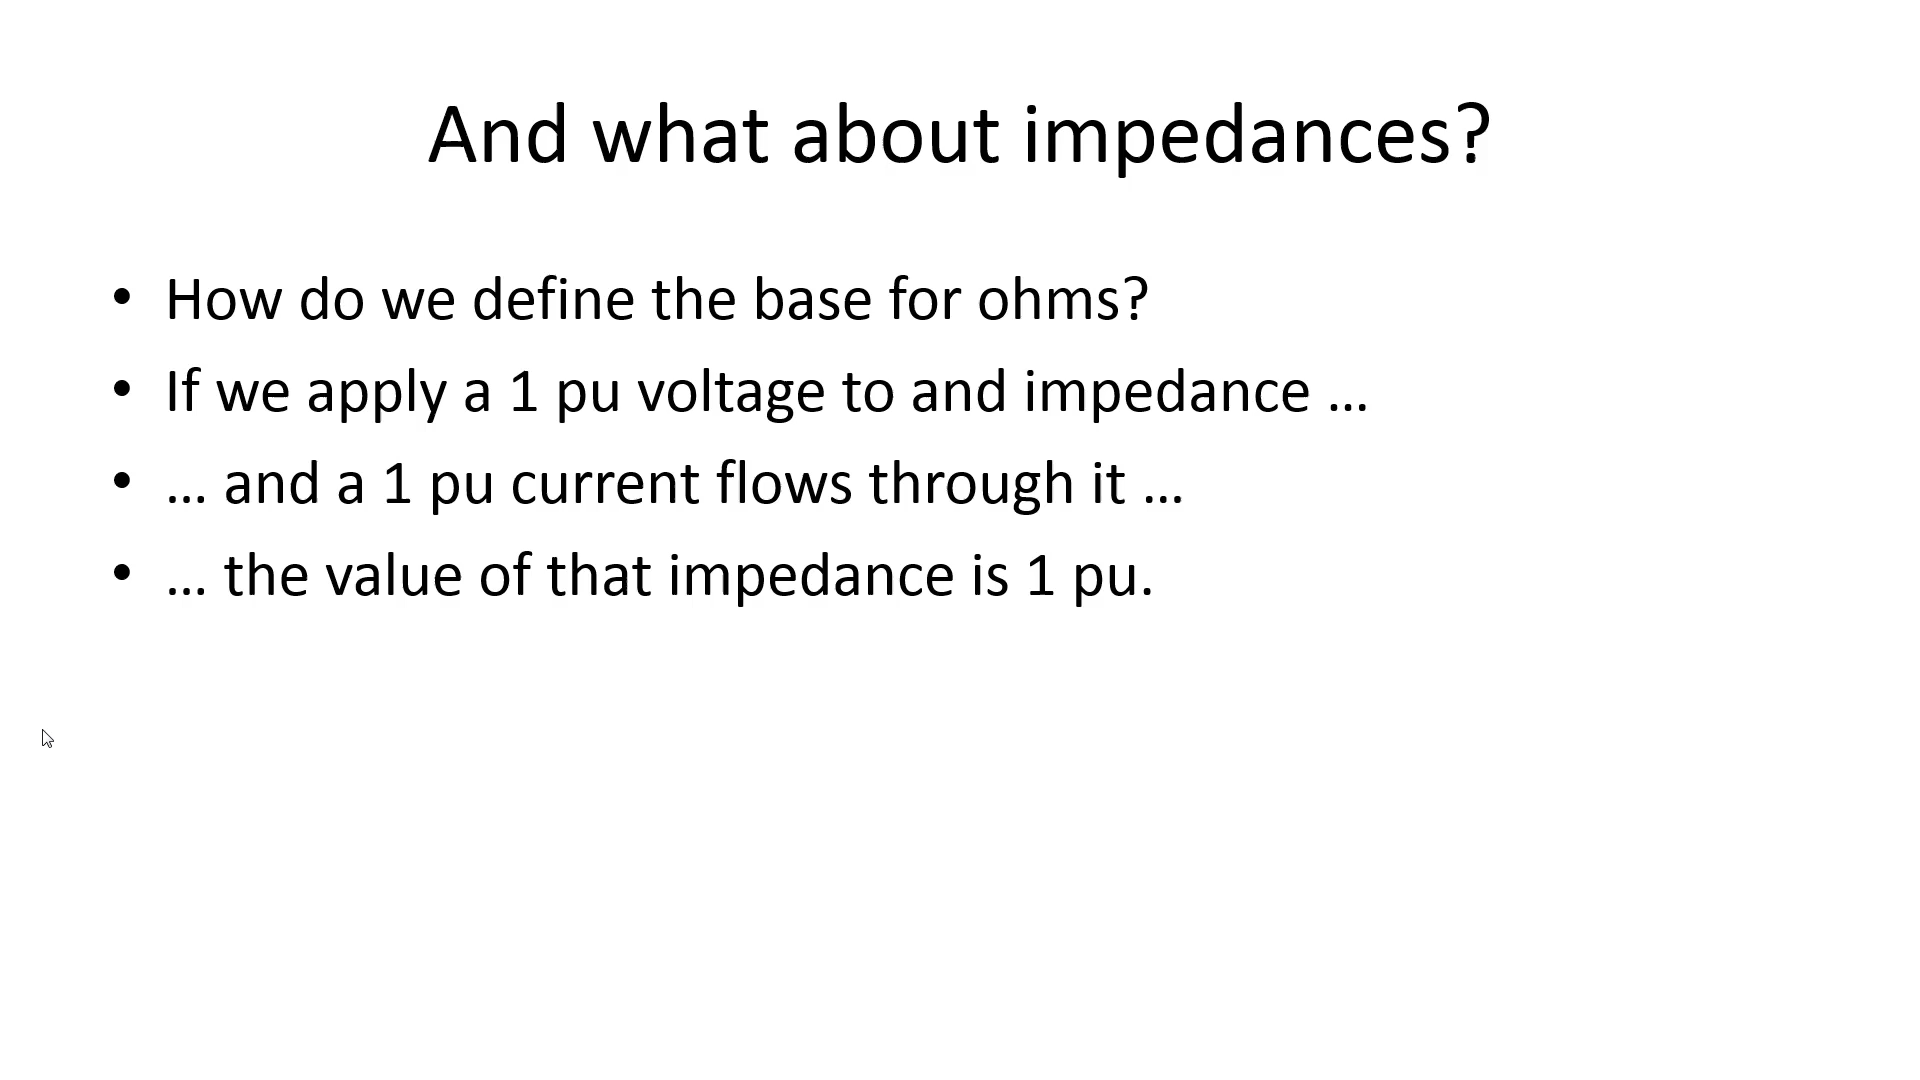 And what about impedances?
• How do we define the base for ohms?
• If we apply a 1 pu voltage to and impedance ...
• ... and a 1 pu current flows through it ...
• ... the value of that impedance is 1 pu.